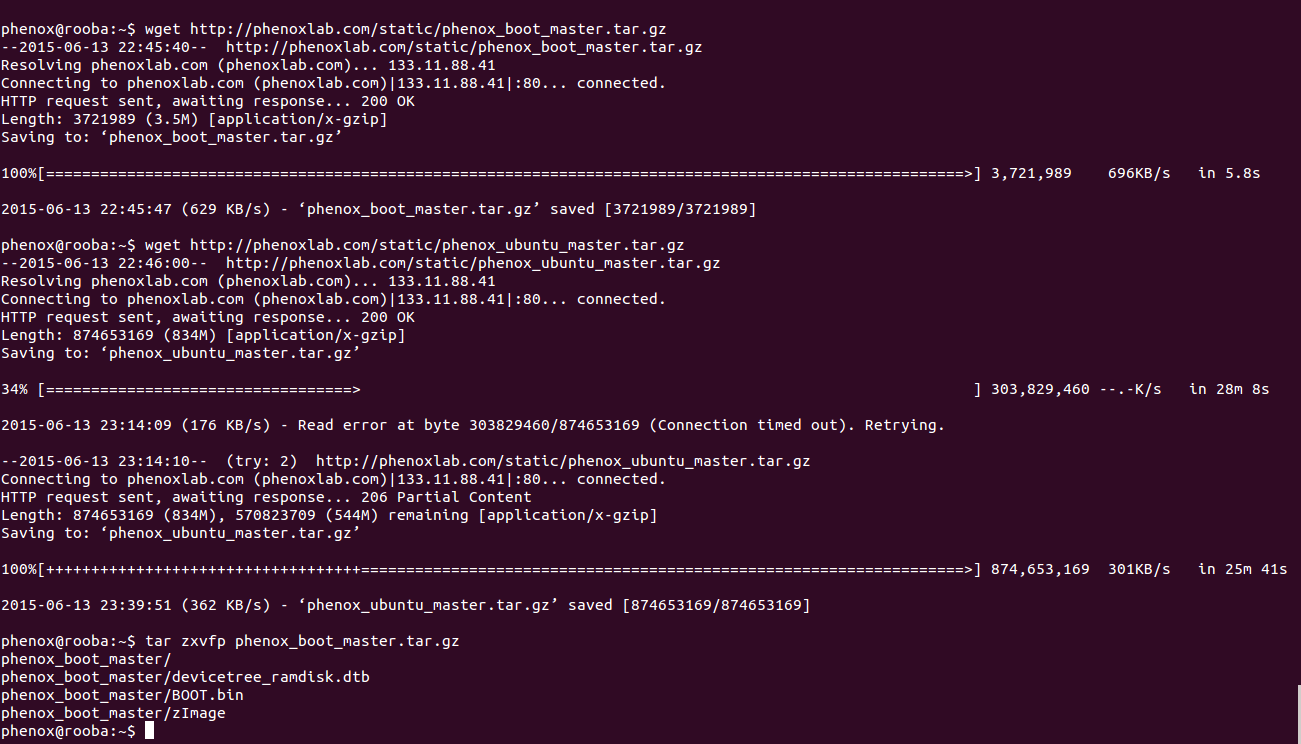 phenox@rooba:~$ wget http://phenoxlab.com/static/phenox_boot_master.tar.gz
--2015-06-13 22:45:40--  http://phenoxlab.com/static/phenox_boot_master.tar.gz
Resolving phenoxlab.com (phenoxlab.com)... 133.11.88.41
Connecting to phenoxlab.com (phenoxlab.com)|133.11.88.41|:80... connected.
HTTP request sent, awaiting response... 200 OK
Length: 3721989 (3.5M) [application/x-gzip]
Saving to: ‘phenox_boot_master.tar.gz’
100%[======================================================================================================>] 3,721,989    696KB/s   in 5.8s
2015-06-13 22:45:47 (629 KB/s) - ‘phenox_boot_master.tar.gz’ saved [3721989/3721989]
phenox@rooba:~$ wget http://phenoxlab.com/static/phenox_ubuntu_master.tar.gz
--2015-06-13 22:46:00--  http://phenoxlab.com/static/phenox_ubuntu_master.tar.gz
Resolving phenoxlab.com (phenoxlab.com)... 133.11.88.41
Connecting to phenoxlab.com (phenoxlab.com)|133.11.88.41|:80... connected.
HTTP request sent, awaiting response... 200 OK
Length: 874653169 (834M) [application/x-gzip]
Saving to: ‘phenox_ubuntu_master.tar.gz’
34% [==================================>                                                                    ] 303,829,460 --.-K/s   in 28m 8s
2015-06-13 23:14:09 (176 KB/s) - Read error at byte 303829460/874653169 (Connection timed out). Retrying.
--2015-06-13 23:14:10--  (try: 2)  http://phenoxlab.com/static/phenox_ubuntu_master.tar.gz
Connecting to phenoxlab.com (phenoxlab.com)|133.11.88.41|:80... connected.
HTTP request sent, awaiting response... 206 Partial Content
Length: 874653169 (834M), 570823709 (544M) remaining [application/x-gzip]
Saving to: ‘phenox_ubuntu_master.tar.gz’
100%[+++++++++++++++++++++++++++++++++++===================================================================>] 874,653,169  301KB/s   in 25m 41s
2015-06-13 23:39:51 (362 KB/s) - ‘phenox_ubuntu_master.tar.gz’ saved [874653169/874653169]
phenox@rooba:~$ tar zxvfp phenox_boot_master.tar.gz
phenox_boot_master/
phenox_boot_master/devicetree_ramdisk.dtb
phenox_boot_master/BOOT.bin
phenox_boot_master/zImage
phenox@rooba:~$